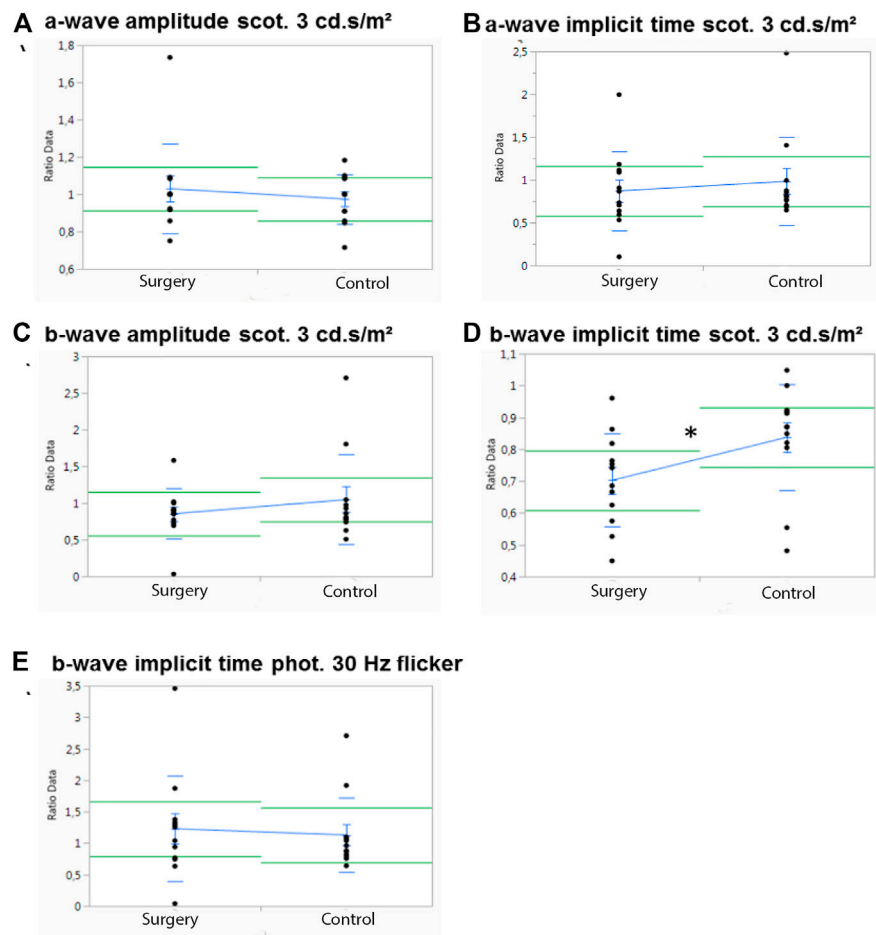 A a-wave amplitude scot. 3 cd.s/m²
1,8
1,6
1,4
1,2
1
0,8
0,6
Ratio Data
Surgery Control
B a-wave implicit time scot. 3 cd.s/m²
2,5
2
1,5
1
0,5
0
Ratio Data
Surgery Control
C b-wave amplitude scot. 3 cd.s/m²
3
2,5
2
1,5
1
0,5
0
Ratio Data
Surgery Control
D b-wave implicit time scot. 3 cd.s/m²
1,1
1
0,9
0,8
0,7
0,6
0,5
0,4
Ratio Data
*
Surgery Control
E b-wave implicit time phot. 30 Hz flicker
3,5
3
2,5
2
1,5
1
0,5
0
Ratio Data
Surgery Control